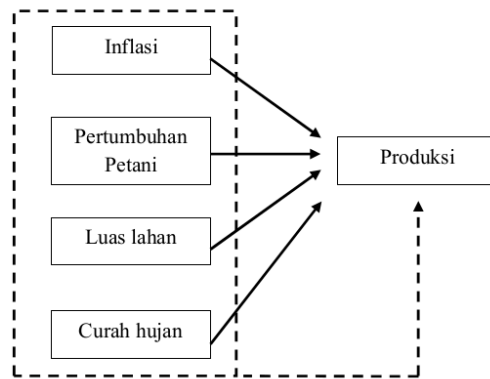 Inflasi
Pertumbuhan
Petani
Produksi
Luas lahan
Curah hujan